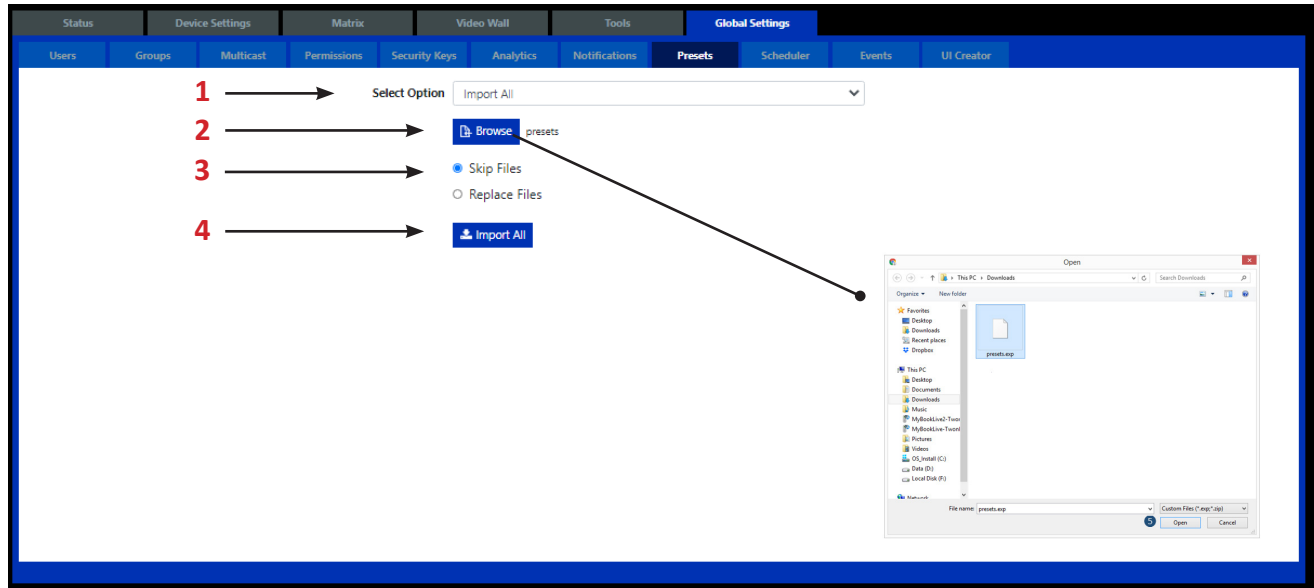 Status Device Settings Matrix Video Wall Tools Global Settings
Users Groups Multicast Permissions Security Keys Analytics Notifications Presets Scheduler Events UI Creator
1 Select Option Import All
2 Browse presets
3 Skip Files
Replace Files
4 Import All
Open
This PC Downloads Search Downloads
Organize New folder
Favorites
Desktop
Downloads
Recent places
Dropbox
presets.exp
This PC
Desktop
Documents
Downloads
Music
MyBookLive2-Twon
MyBookLive-Twonl
Pictures
Videos
OS_Install (C:)
Data (D:)
Local Disk (F:)
Network
File name: presets.exp Custom Files (*.exp;*.zip)
5 Open Cancel